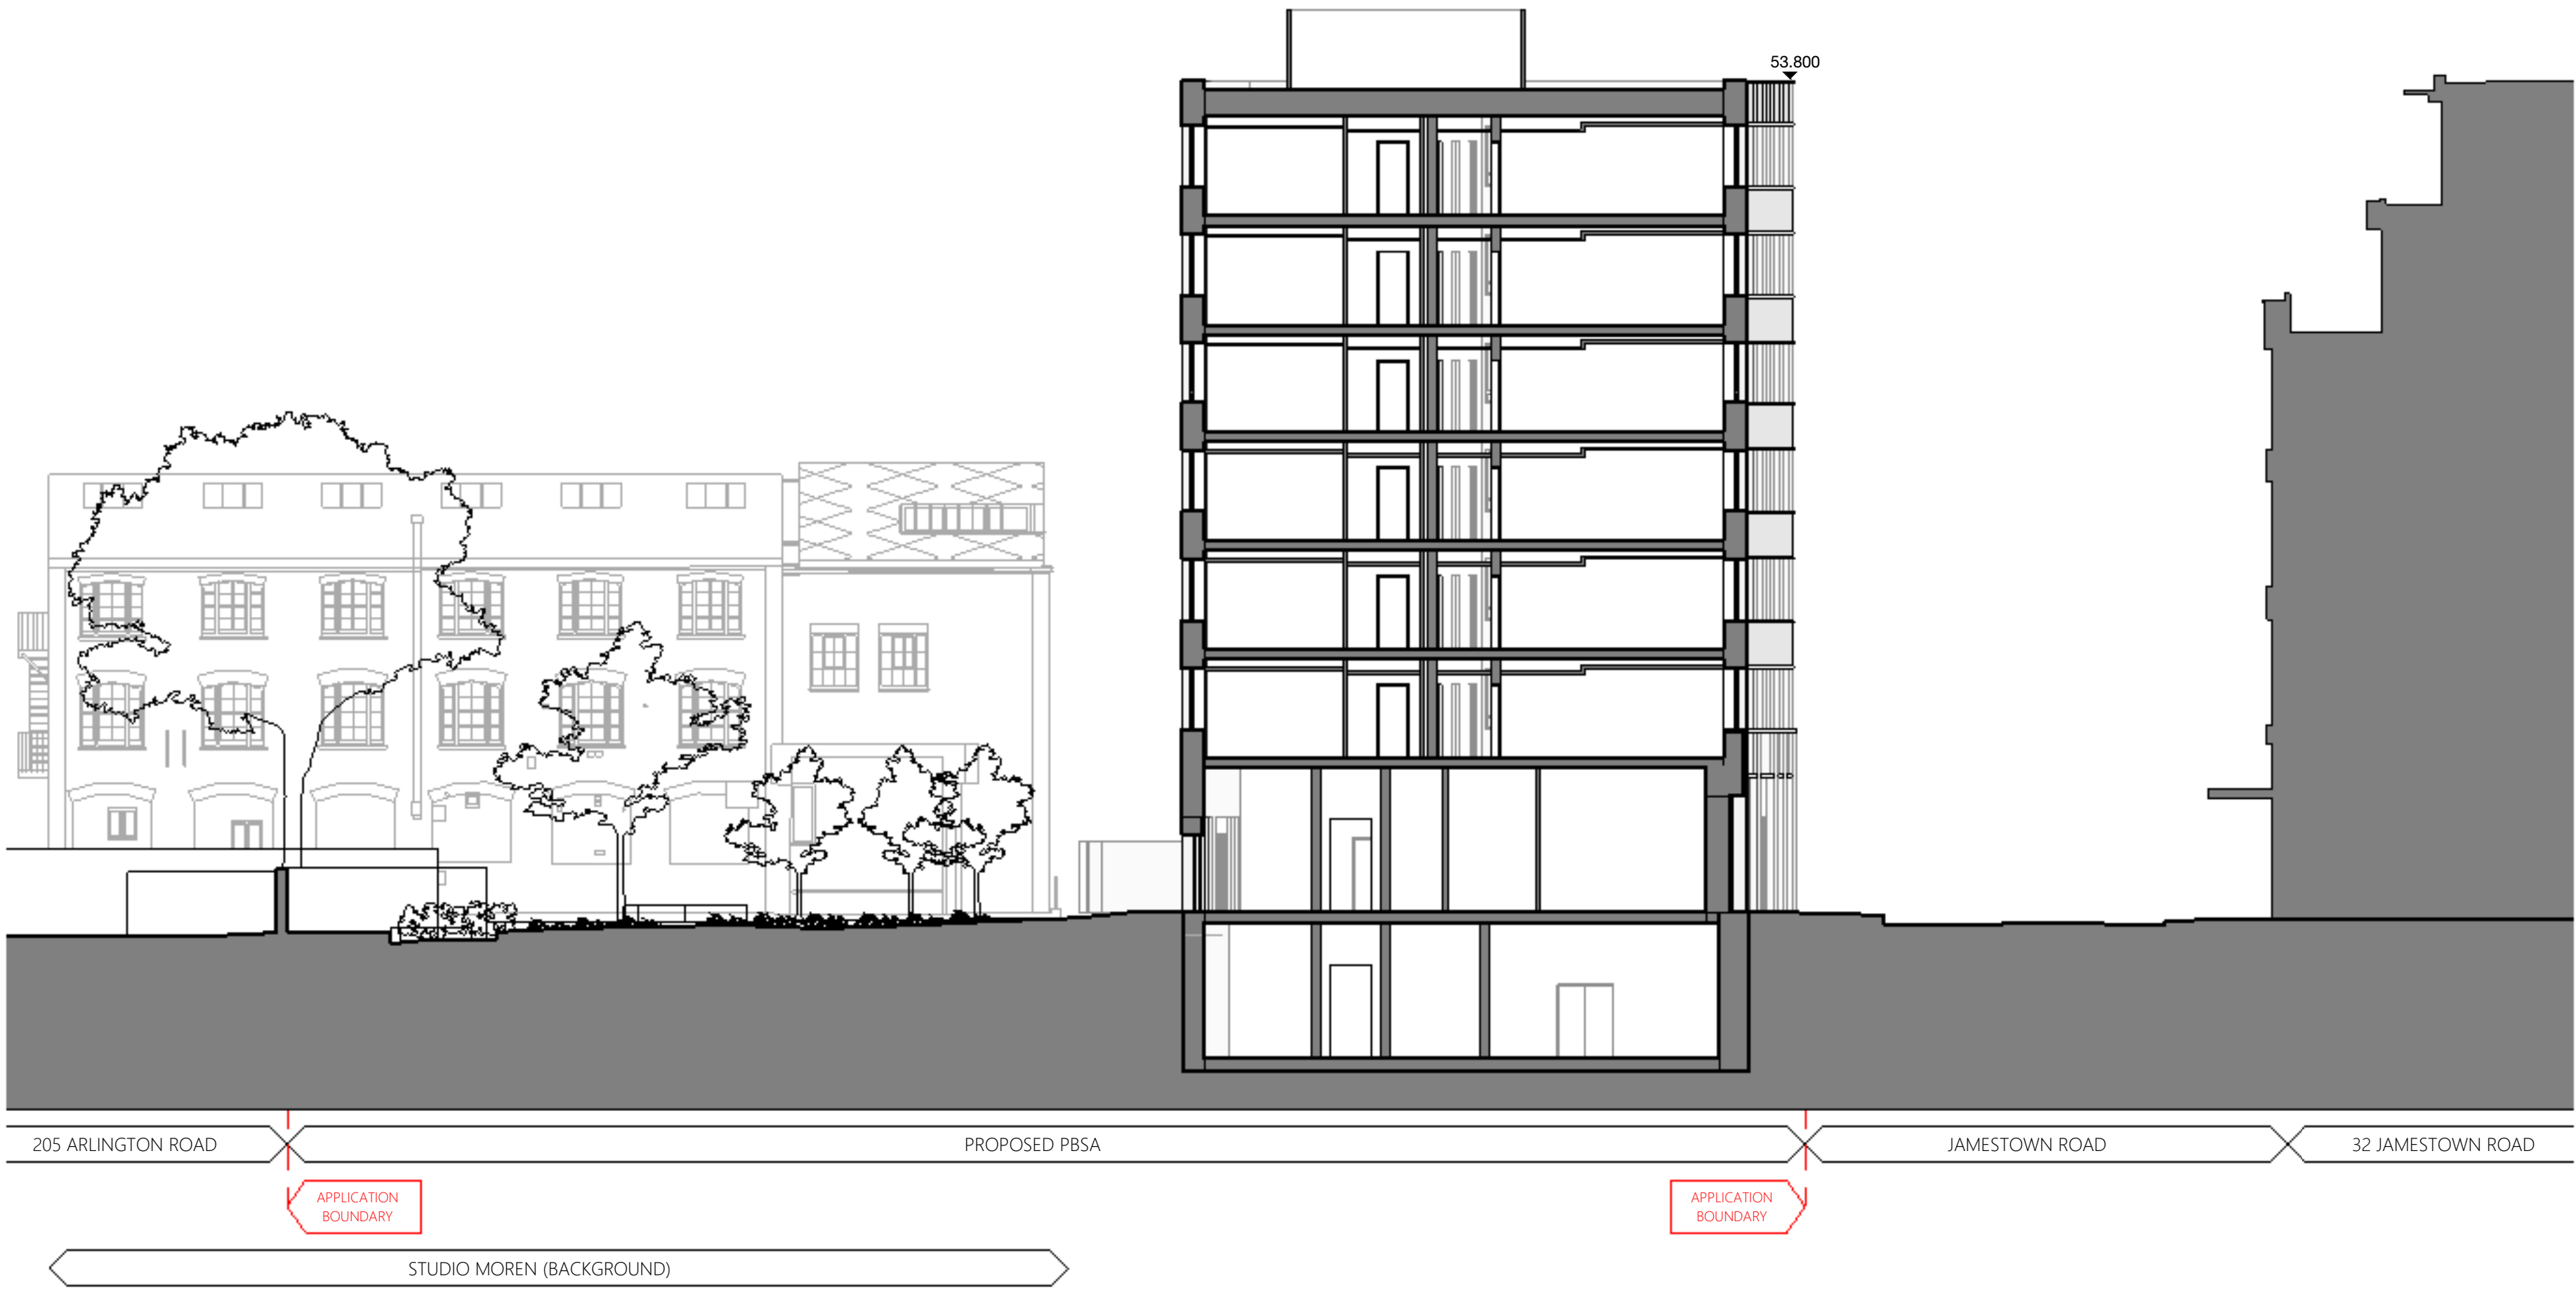 53.800
205 ARLINGTON ROAD
PROPOSED PBSA
JAMESTOWN ROAD
32 JAMESTOWN ROAD
APPLICATION
BOUNDARY
APPLICATION
BOUNDARY
STUDIO MOREN (BACKGROUND)